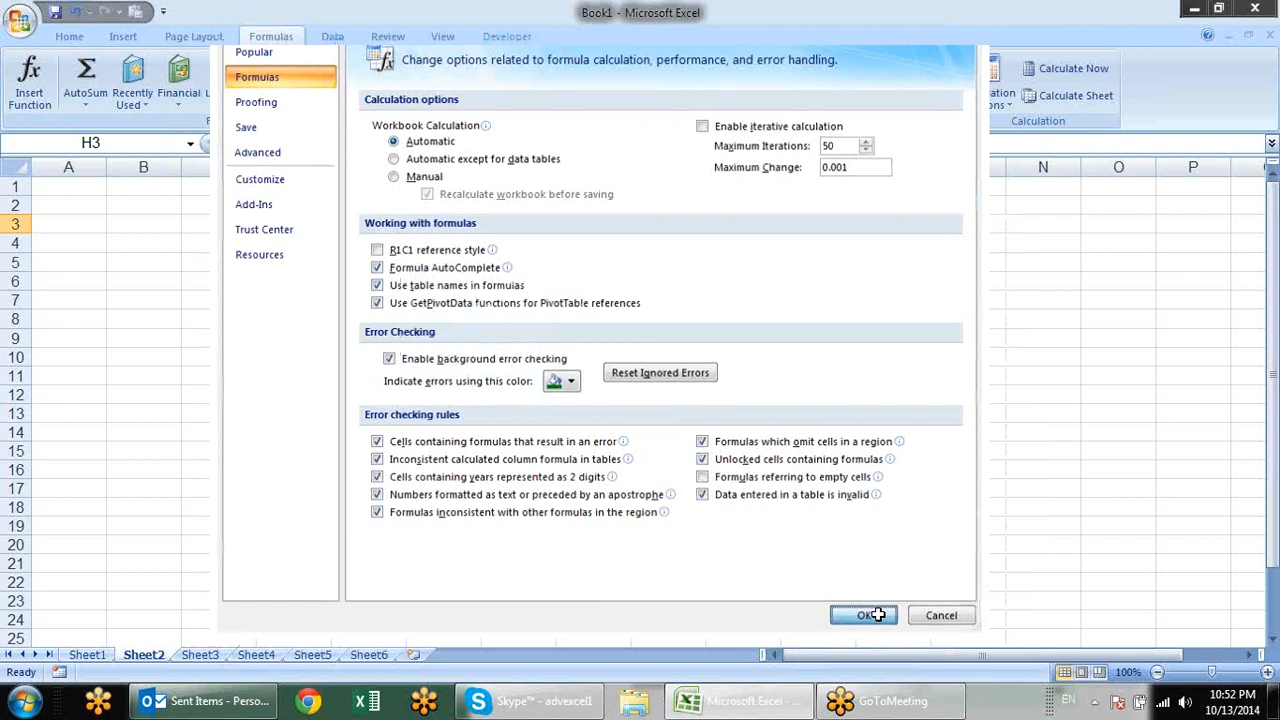 Book1 - Microsoft Excel
Home Insert Page Layout Formulas Data Review View Developer
Insert Function
AutoSum
Recently Used
Financial
Calculate Now
Calculate Sheet
Calculation
Popular
Formulas
Proofing
Save
Advanced
Customize
Add-Ins
Trust Center
Resources
Change options related to formula calculation, performance, and error handling.
Calculation options
Workbook Calculation
Automatic
Automatic except for data tables
Manual
Recalculate workbook before saving
Enable iterative calculation
Maximum Iterations: 50
Maximum Change: 0.001
Working with formulas
R1C1 reference style
Formula AutoComplete
Use table names in formulas
Use GetPivotData functions for PivotTable references
Error Checking
Enable background error checking
Indicate errors using this color:
Reset Ignored Errors
Error checking rules
Cells containing formulas that result in an error
Inconsistent calculated column formula in tables
Cells containing years represented as 2 digits
Numbers formatted as text or preceded by an apostrophe
Formulas inconsistent with other formulas in the region
Formulas which omit cells in a region
Unlocked cells containing formulas
Formulas referring to empty cells
Data entered in a table is invalid
OK Cancel
H3
A B N O P
1
2
3
4
5
6
7
8
9
10
11
12
13
14
15
16
17
18
19
20
21
22
23
24
25
Sheet1 Sheet2 Sheet3 Sheet4 Sheet5 Sheet6
Ready
100%
Sent Items - Perso...
Skype™ - advexcel1
Microsoft Excel - ...
GoToMeeting
EN
10:52 PM
10/13/2014